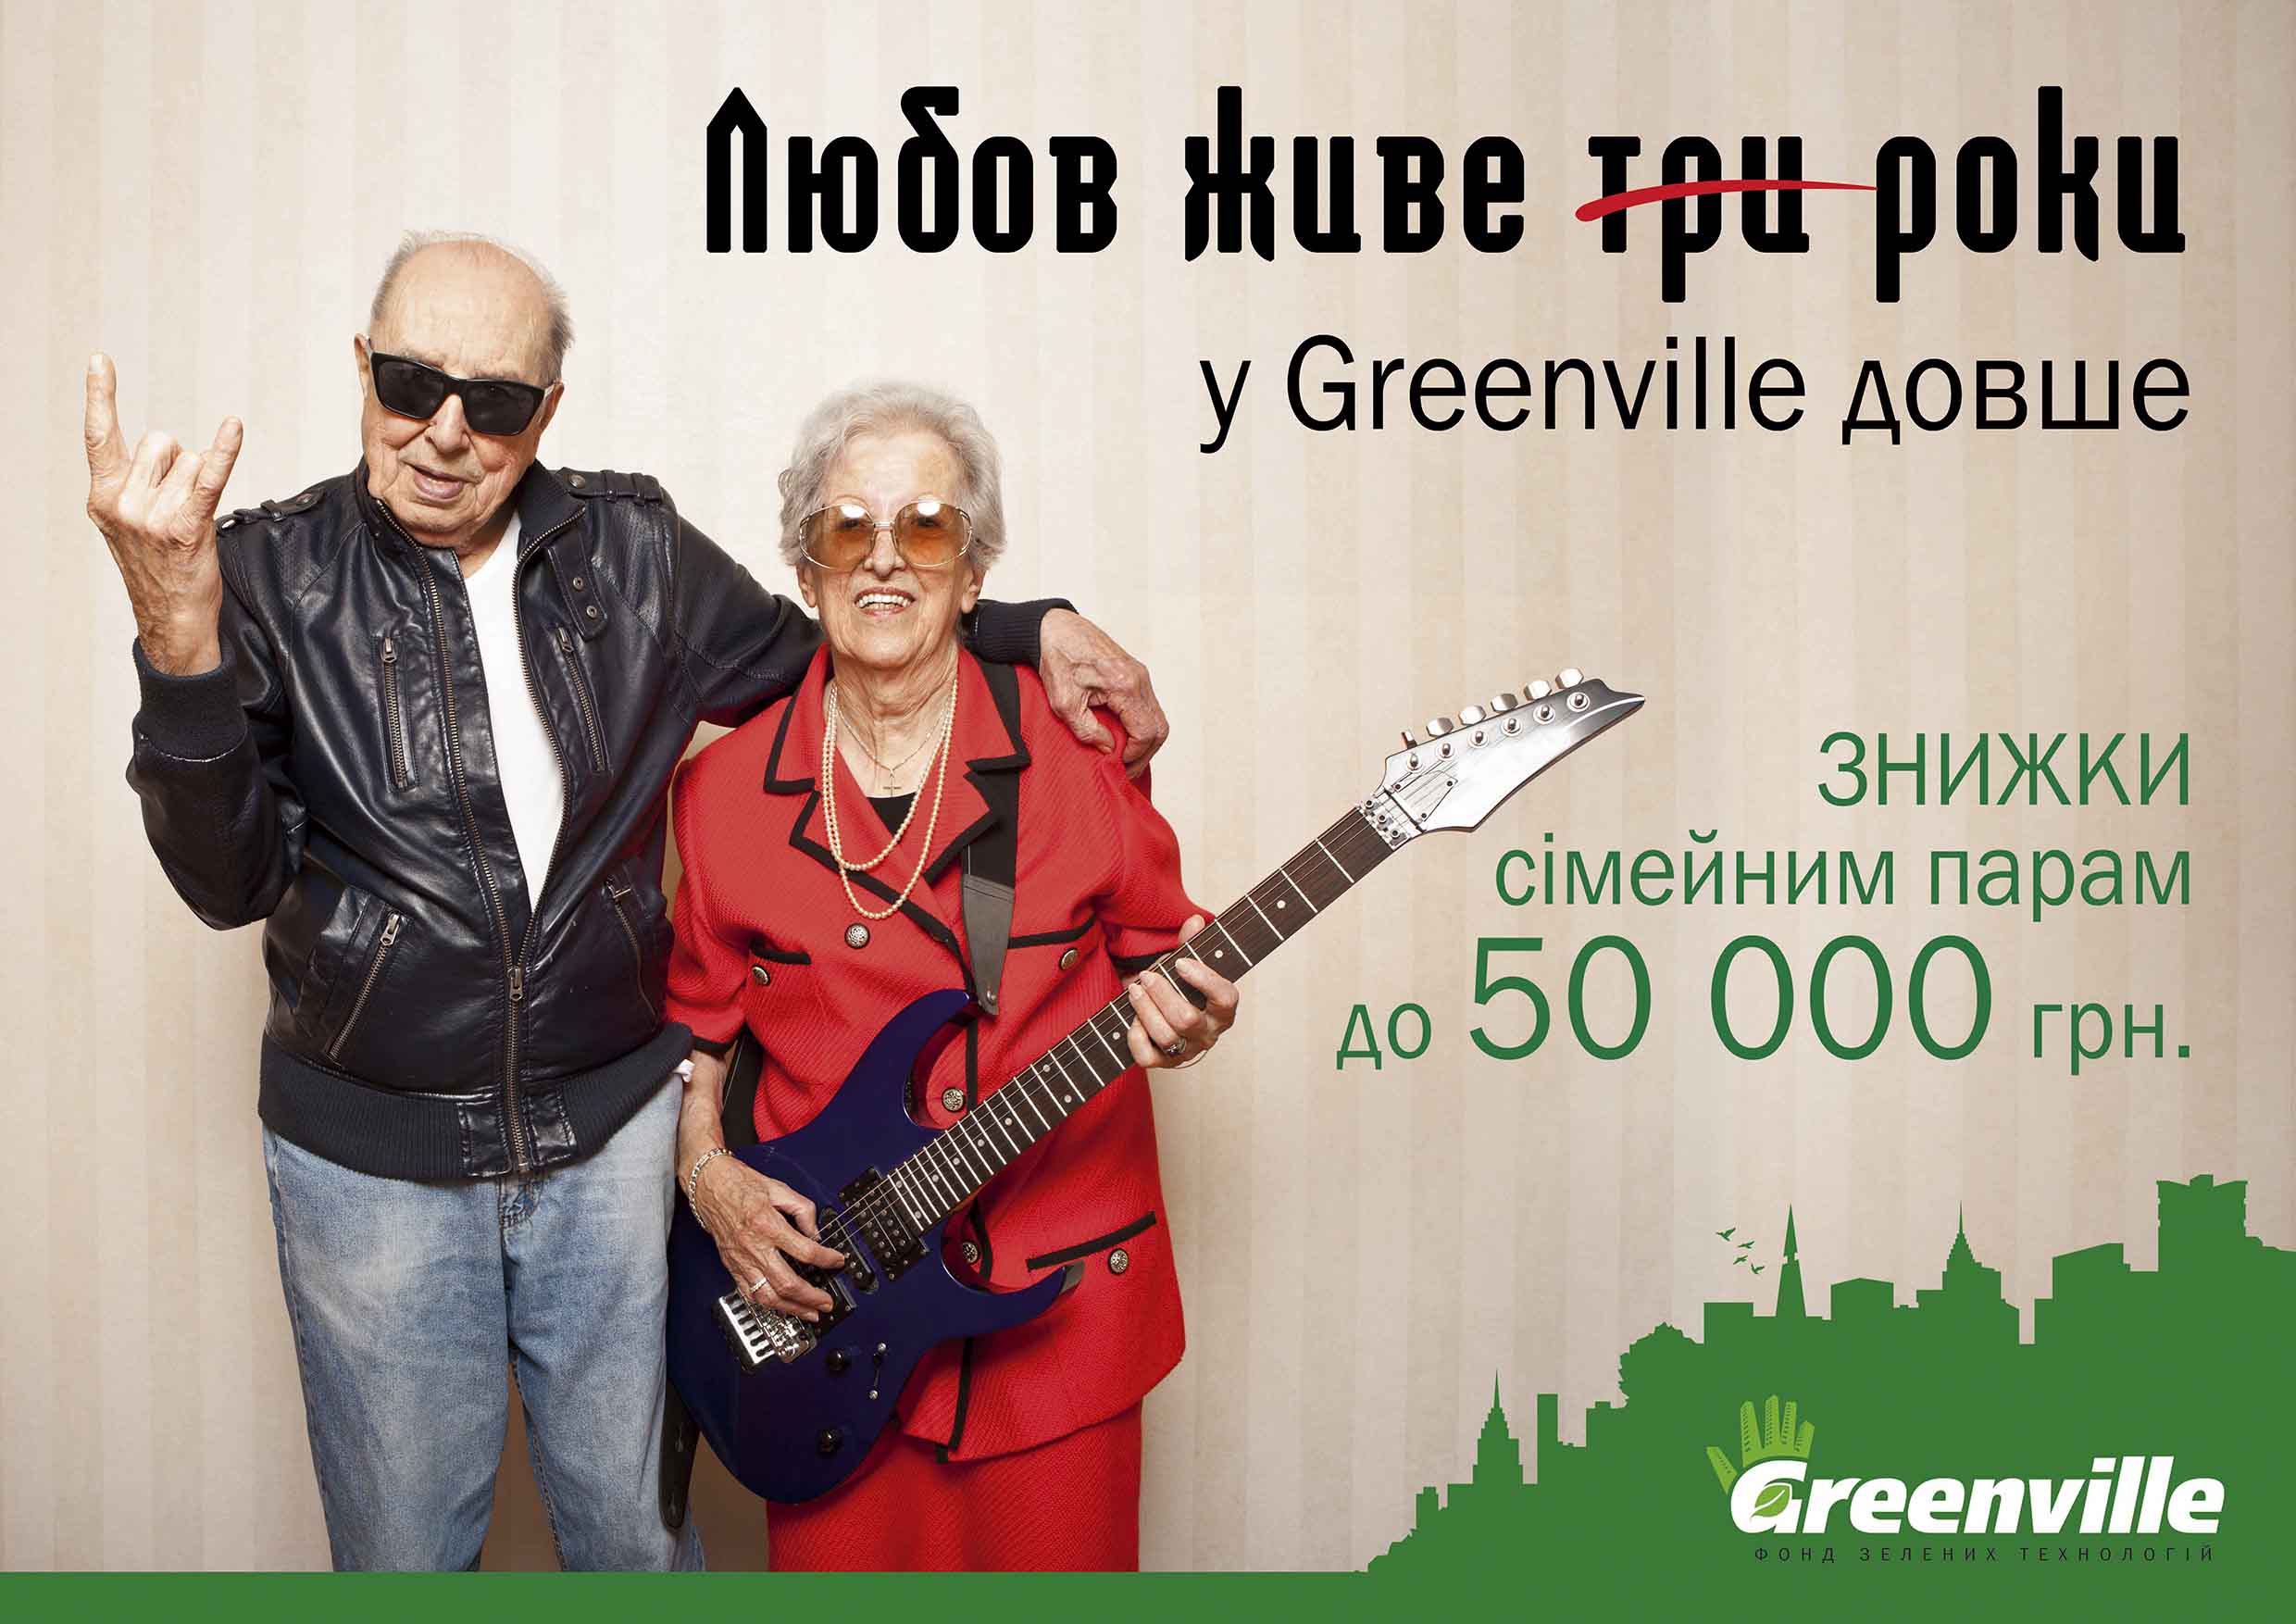 Любов живе три роки
у Greenville довше
ЗНИЖКИ
сімейним парам
до 50 000 грн.
Greenville
ФОНД ЗЕЛЕНИХ ТЕХНОЛОГІЙ